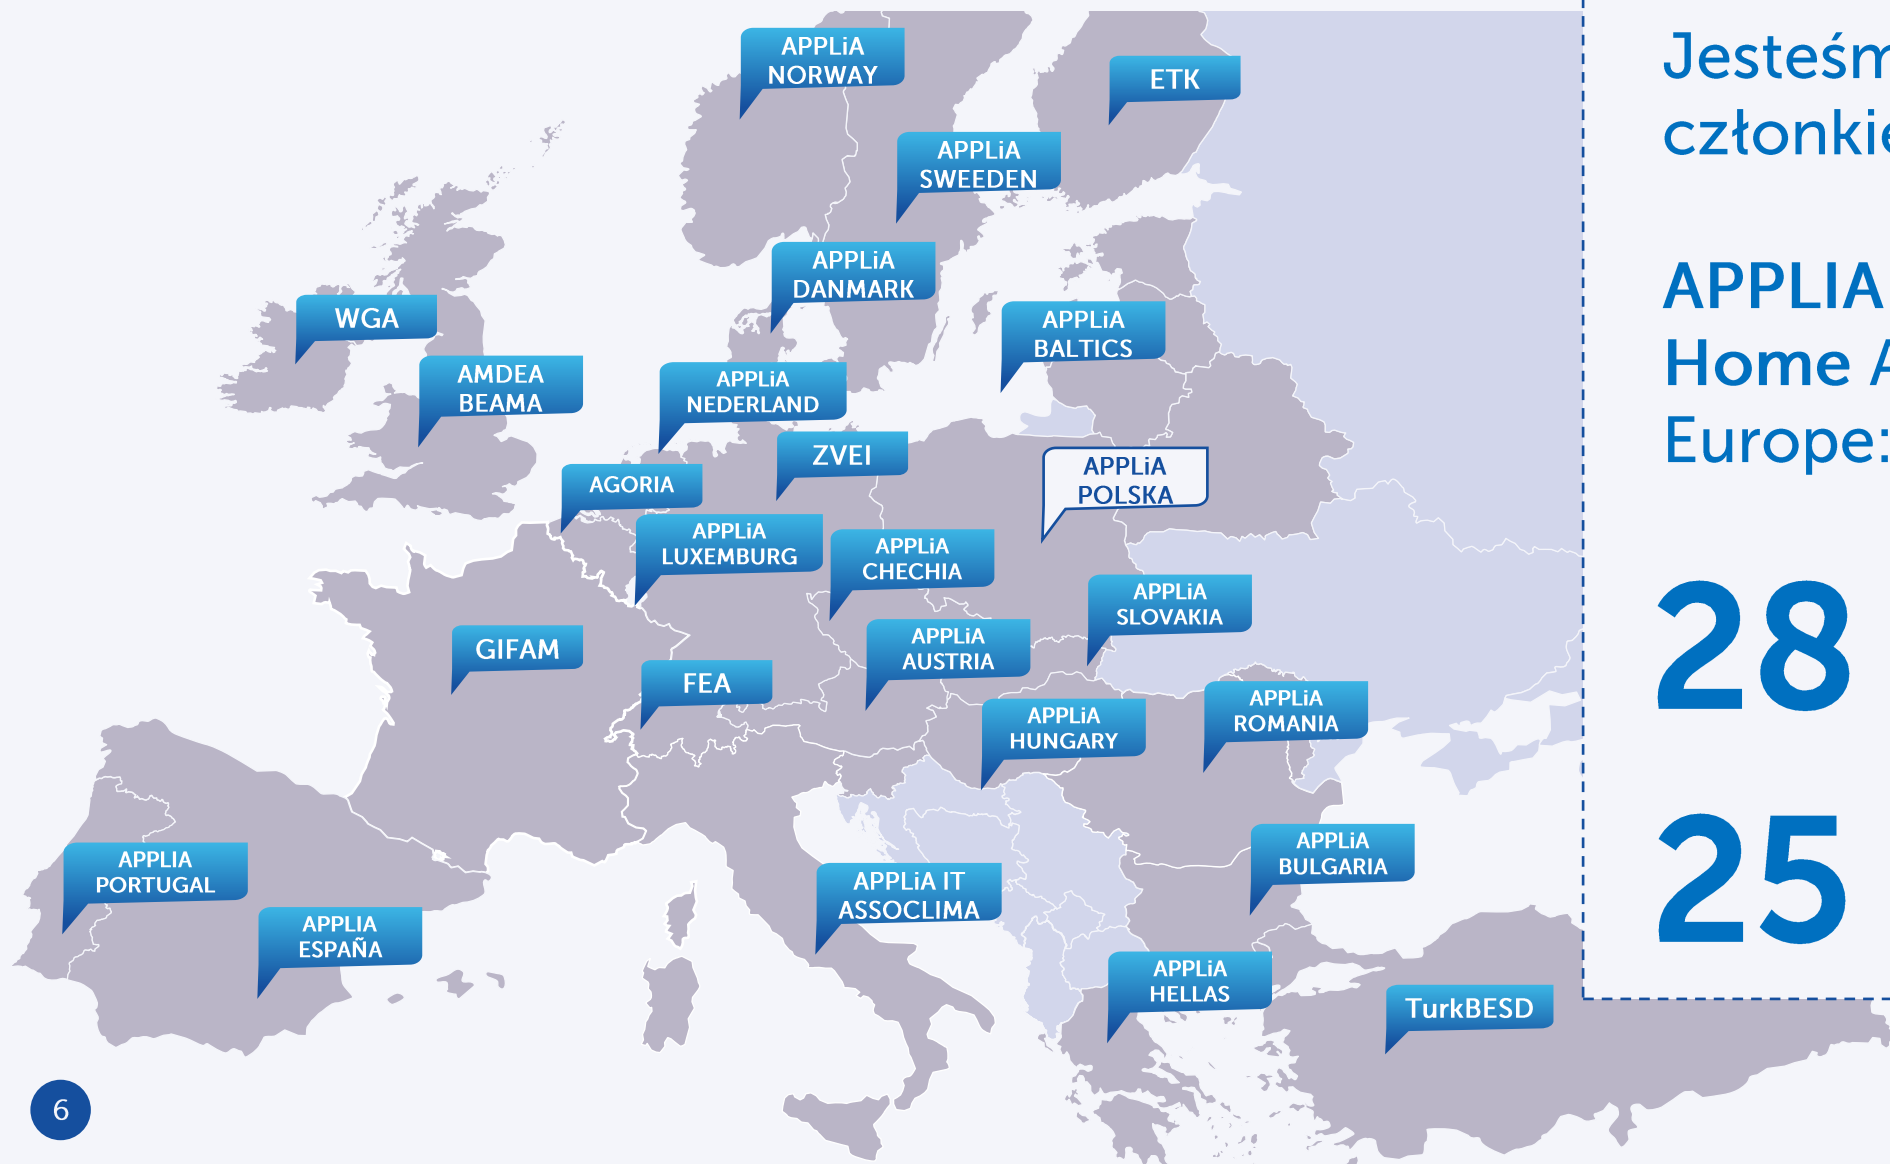 APPLiA
NORWAY
ETK
APPLiA
SWEEDEN
APPLiA
DANMARK
WGA
APPLiA
BALTICS
AMDEA
BEAMA
APPLiA
NEDERLAND
ZVEI
APPLiA
POLSKA
AGORIA
APPLiA
LUXEMBURG
APPLiA
CHECHIA
APPLiA
SLOVAKIA
GIFAM
APPLiA
AUSTRIA
FEA
APPLiA
ROMANIA
APPLiA
HUNGARY
APPLIA
PORTUGAL
APPLiA
BULGARIA
APPLiA IT
ASSOCLIMA
APPLIA
ESPAÑA
APPLiA
HELLAS
TurkBESD
6
Jesteśm
członkie
APPLIA
Home A
Europe:
28
25